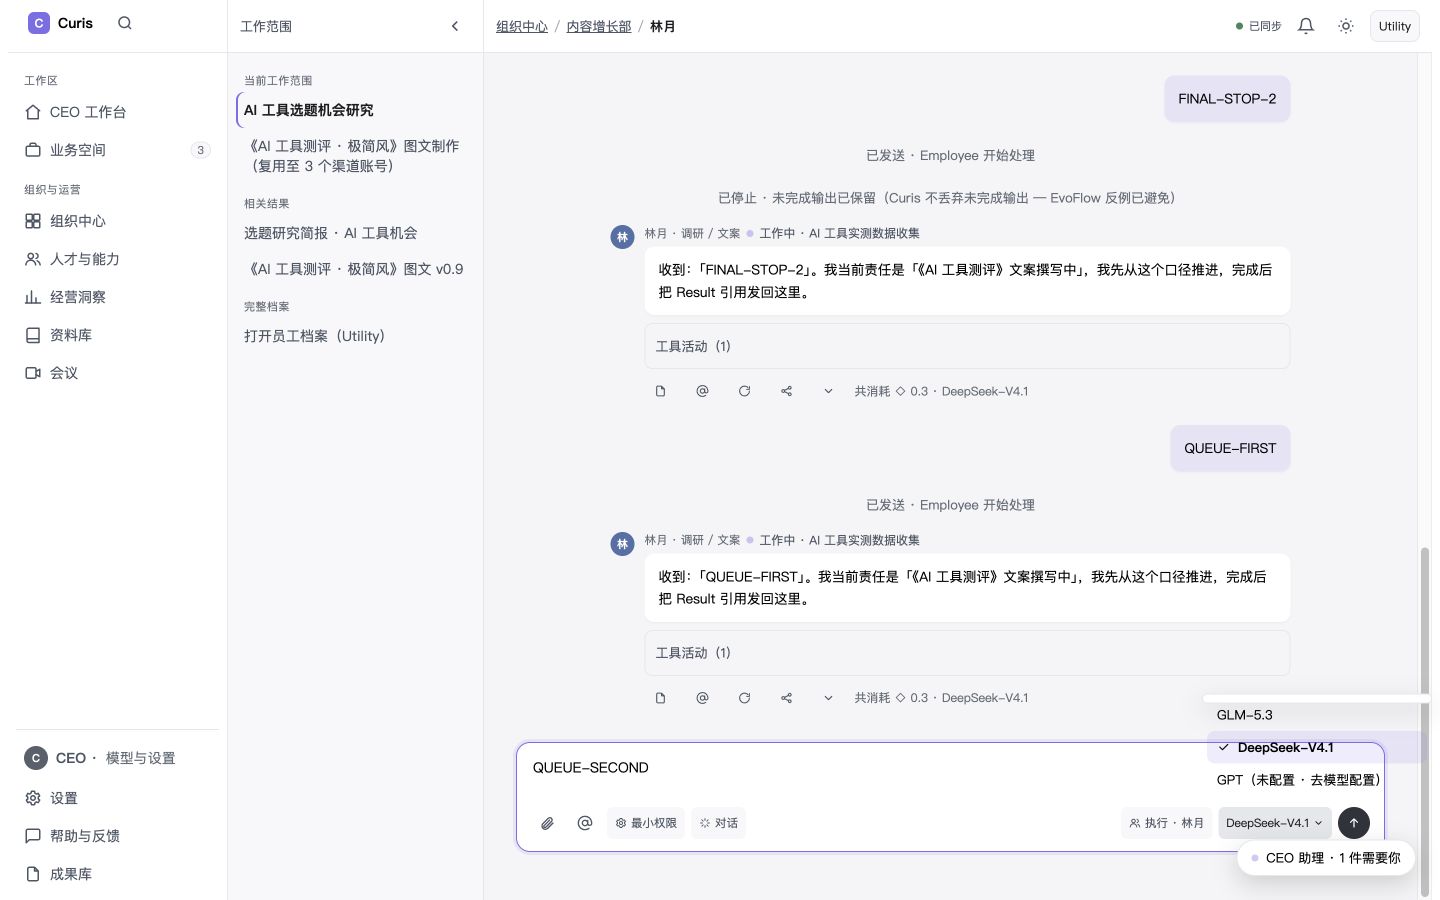 C Curis
工作区
CEO 工作台
业务空间 3
组织与运营
组织中心
人才与能力
经营洞察
资料库
会议
C CEO · 模型与设置
设置
帮助与反馈
成果库
工作范围
当前工作范围
AI 工具选题机会研究
《AI 工具测评 · 极简风》图文制作
（复用至 3 个渠道账号）
相关结果
选题研究简报 · AI 工具机会
《AI 工具测评 · 极简风》图文 v0.9
完整档案
打开员工档案（Utility）
组织中心 / 内容增长部 / 林月
已同步
Utility
FINAL-STOP-2
已发送 · Employee 开始处理
已停止 · 未完成输出已保留（Curis 不丢弃未完成输出 — EvoFlow 反例已避免）
林 林月 · 调研 / 文案 工作中 · AI 工具实测数据收集
收到：「FINAL-STOP-2」。我当前责任是「《AI 工具测评》文案撰写中」，我先从这个口径推进，完成后
把 Result 引用发回这里。
工具活动（1）
共消耗 ◇ 0.3 · DeepSeek-V4.1
QUEUE-FIRST
已发送 · Employee 开始处理
林 林月 · 调研 / 文案 工作中 · AI 工具实测数据收集
收到：「QUEUE-FIRST」。我当前责任是「《AI 工具测评》文案撰写中」，我先从这个口径推进，完成后
把 Result 引用发回这里。
工具活动（1）
共消耗 ◇ 0.3 · DeepSeek-V4.1
GLM-5.3
✓ DeepSeek-V4.1
GPT（未配置 · 去模型配置）
QUEUE-SECOND
最小权限 对话 执行 · 林月 DeepSeek-V4.1
CEO 助理 · 1 件需要你